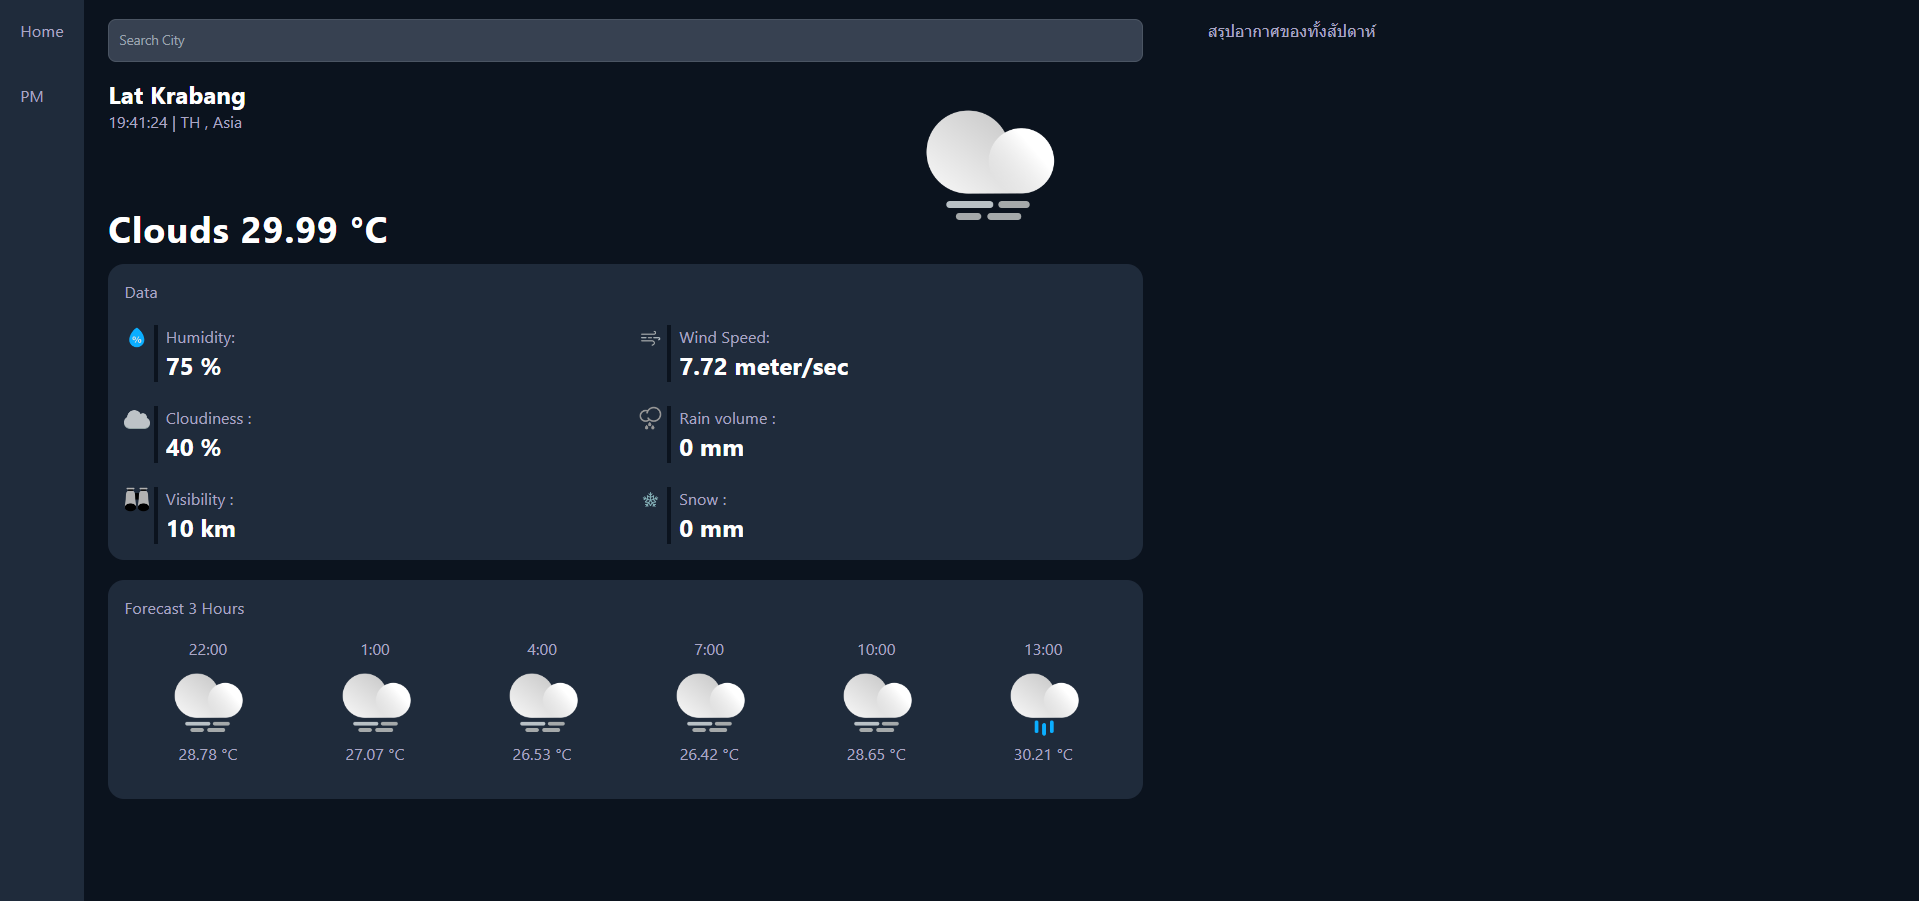 Home
PM
Search City
Lat Krabang
19:41:24 | TH , Asia
Clouds 29.99 °C
Data
%
Humidity:
75 %
Wind Speed:
7.72 meter/sec
Cloudiness :
40 %
Rain volume :
0 mm
Visibility :
10 km
Snow :
0 mm
Forecast 3 Hours
22:00 1:00 4:00 7:00 10:00 13:00
28.78 °C 27.07 °C 26.53 °C 26.42 °C 28.65 °C 30.21 °C
สรุปอากาศของทั้งสัปดาห์